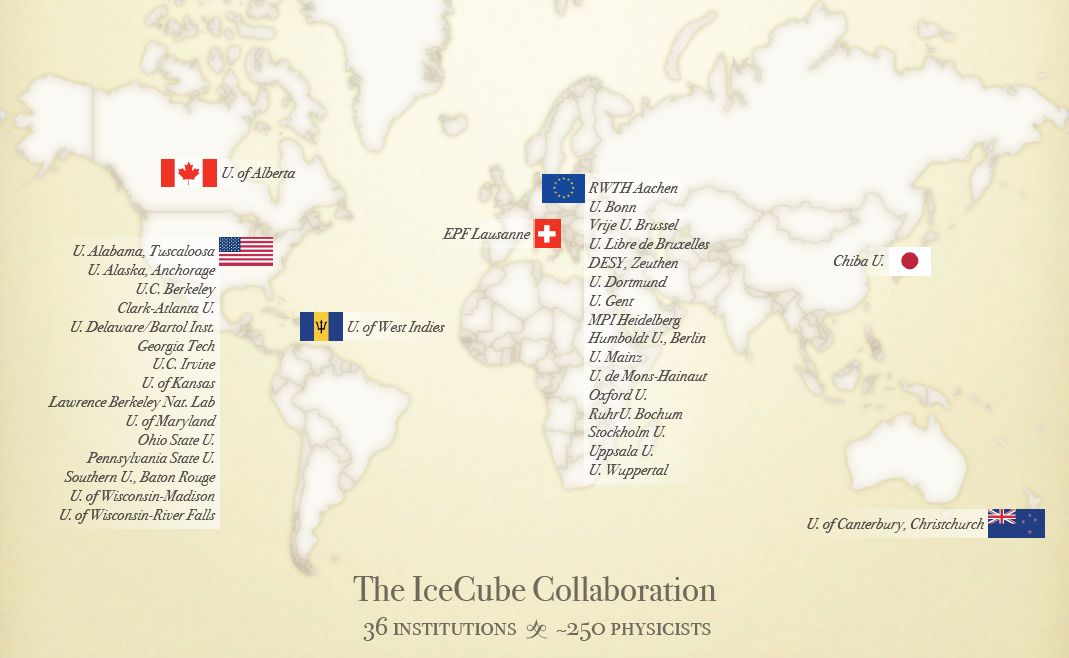 U. of Alberta
U. Alabama, Tuscaloosa
U. Alaska, Anchorage
U.C. Berkeley
Clark-Atlanta U.
U. Delaware/Bartol Inst.
Georgia Tech
U.C. Irvine
U. of Kansas
Lawrence Berkeley Nat. Lab
U. of Maryland
Ohio State U.
Pennsylvania State U.
Southern U., Baton Rouge
U. of Wisconsin-Madison
U. of Wisconsin-River Falls
U. of West Indies
EPF Lausanne
RWTH Aachen
U. Bonn
Vrije U. Brussel
U. Libre de Bruxelles
DESY, Zeuthen
U. Dortmund
U. Gent
MPI Heidelberg
Humboldt U., Berlin
U. Mainz
U. de Mons-Hainaut
Oxford U.
RuhrU. Bochum
Stockholm U.
Uppsala U.
U. Wuppertal
Chiba U.
U. of Canterbury, Christchurch
The IceCube Collaboration
36 INSTITUTIONS ~250 PHYSICISTS